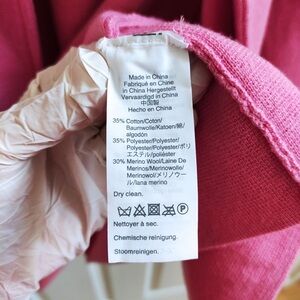 Made in China
Fabriqué en Chine
in China Hergestellt
Vervaardigd in China
中国製
Hecho en China
35% Cotton/Coton/
Baumwolle/Katoen/綿/
algodón
35% Polyester/Polyester/
Polyester/Polyester/ポリ
エステル/poliéster
30% Merino Wool/Laine De
Merinos/Merinowolle/
Merinowol/メリノウー
ル/lana merino
Dry clean.
P
Nettoyer à sec.
Chemische reinigung.
Stoomreinigen.